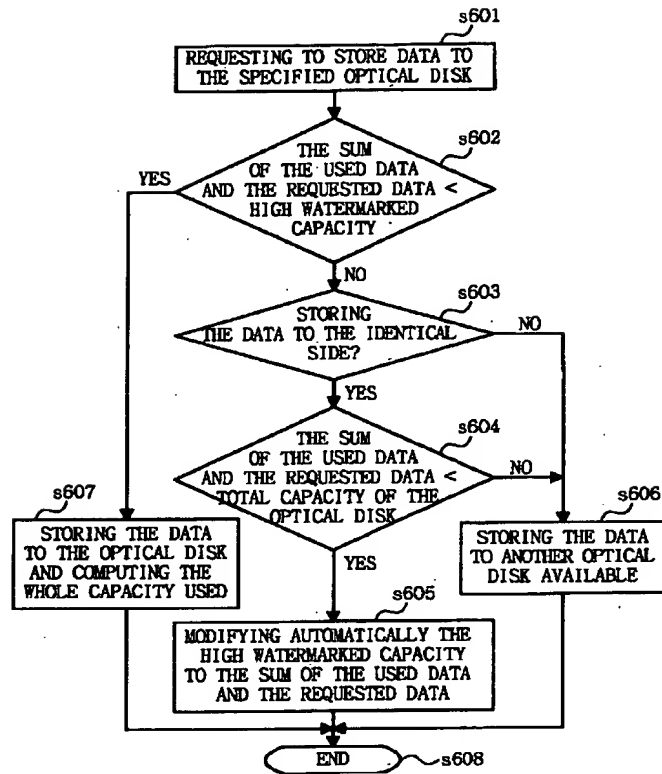 s601
REQUESTING TO STORE DATA TO
THE SPECIFIED OPTICAL DISK
s602
THE SUM
OF THE USED DATA
AND THE REQUESTED DATA <
HIGH WATERMARKED
CAPACITY
YES
NO
s603
STORING
THE DATA TO THE IDENTICAL
SIDE?
NO
YES
s604
THE SUM
OF THE USED DATA
AND THE REQUESTED DATA <
TOTAL CAPACITY OF THE
OPTICAL DISK
NO
YES
s607
STORING THE DATA
TO THE OPTICAL DISK
AND COMPUTING THE
WHOLE CAPACITY USED
s606
STORING THE DATA
TO ANOTHER OPTICAL
DISK AVAILABLE
s605
MODIFYING AUTOMATICALLY THE
HIGH WATERMARKED CAPACITY
TO THE SUM OF THE USED DATA
AND THE REQUESTED DATA
END
s608